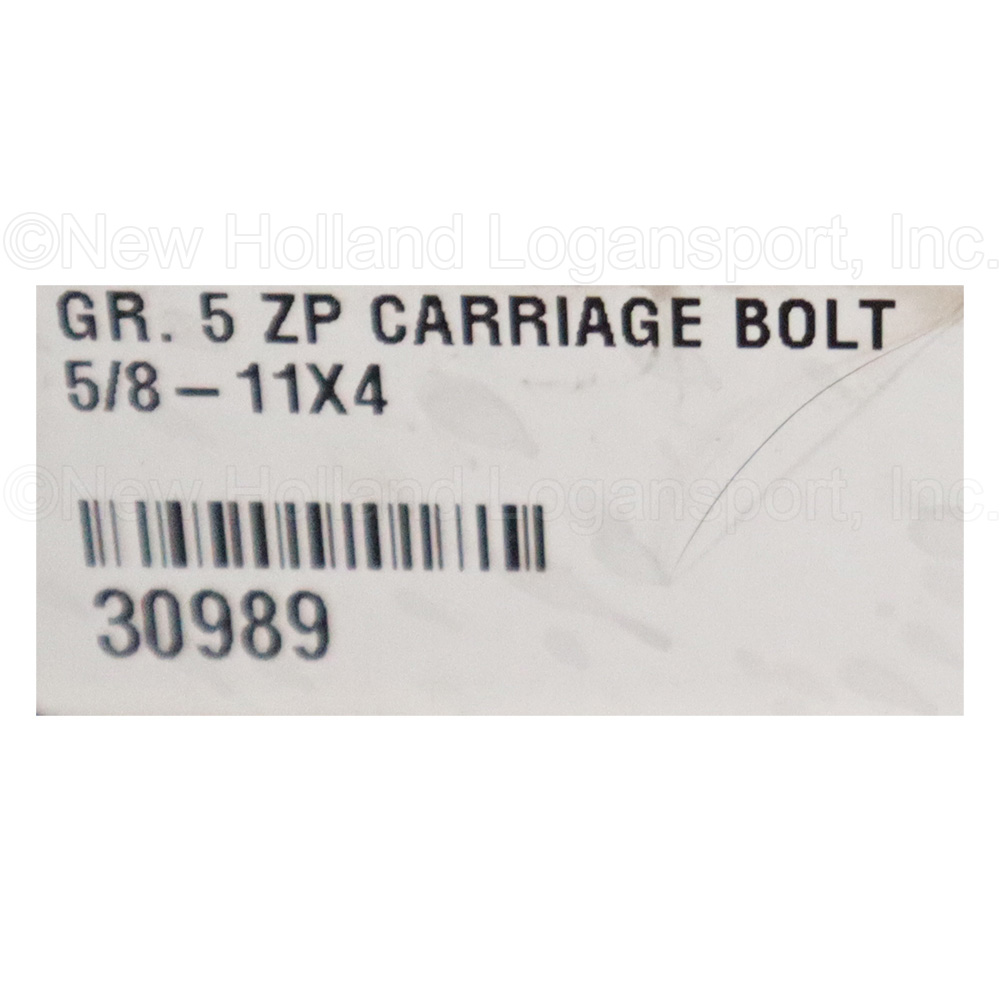 ©New Holland Logansport, Inc.
GR. 5 ZP CARRIAGE BOLT
5/8 – 11X4
©New Holland Logansport, Inc.
30989